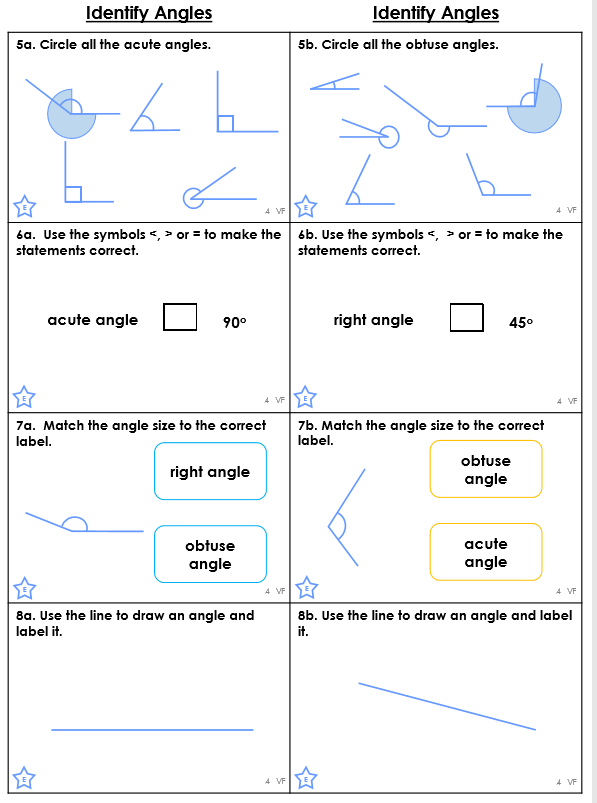 Identify Angles
Identify Angles
5a. Circle all the acute angles.
E
4 VF
5b. Circle all the obtuse angles.
E
4 VF
6a. Use the symbols <, > or = to make the
statements correct.
acute angle
90°
E
4 VF
6b. Use the symbols <, > or = to make the
statements correct.
right angle
45°
E
4 VF
7a. Match the angle size to the correct
label.
right angle
obtuse
angle
E
4 VF
7b. Match the angle size to the correct
label.
obtuse
angle
acute
angle
E
4 VF
8a. Use the line to draw an angle and
label it.
E
4 VF
8b. Use the line to draw an angle and label
it.
E
4 VF